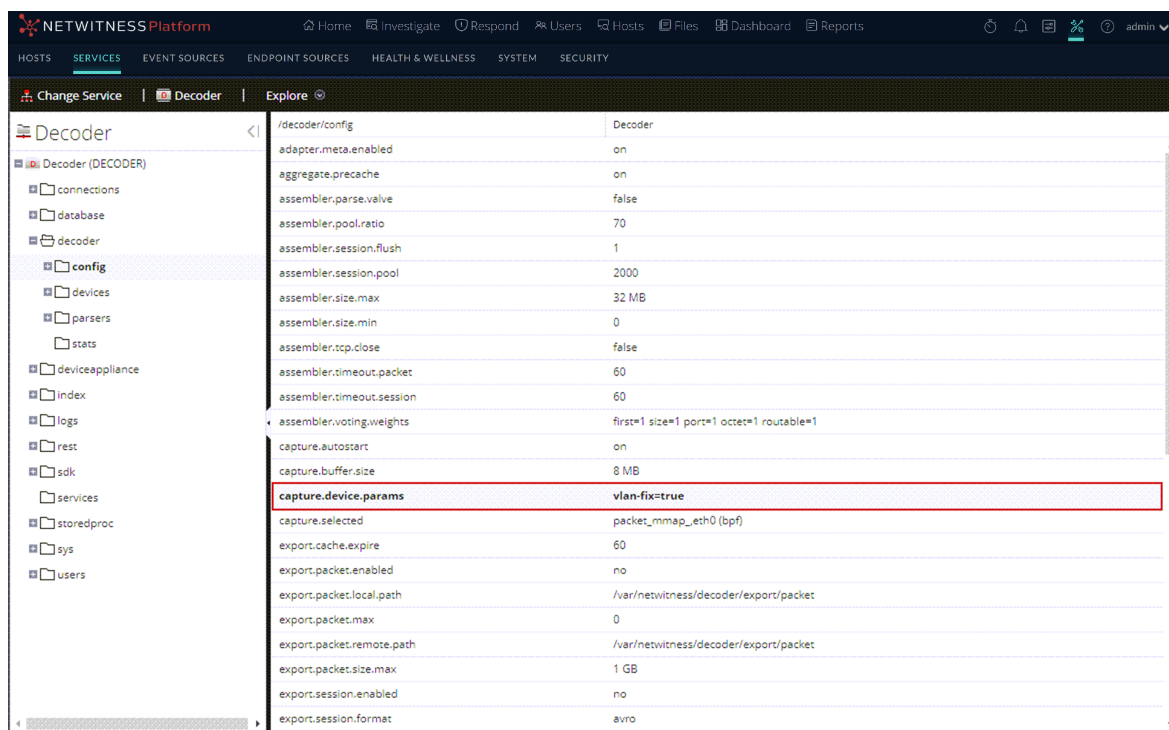 NETWITNESS Platform Home Investigate Respond Users Hosts Files Dashboard Reports admin
HOSTS SERVICES EVENT SOURCES ENDPOINT SOURCES HEALTH & WELLNESS SYSTEM SECURITY
Change Service | Decoder | Explore
Decoder
Decoder (DECODER)
connections
database
decoder
config
devices
parsers
stats
deviceappliance
index
logs
rest
sdk
services
storedproc
sys
users
/decoder/config Decoder
adapter.meta.enabled on
aggregate.precache on
assembler.parse.valve false
assembler.pool.ratio 70
assembler.session.flush 1
assembler.session.pool 2000
assembler.size.max 32 MB
assembler.size.min 0
assembler.tcp.close false
assembler.timeout.packet 60
assembler.timeout.session 60
assembler.voting.weights first=1 size=1 port=1 octet=1 routable=1
capture.autostart on
capture.buffer.size 8 MB
capture.device.params vlan-fix=true
capture.selected packet_mmap_,eth0 (bpf)
export.cache.expire 60
export.packet.enabled no
export.packet.local.path /var/netwitness/decoder/export/packet
export.packet.max 0
export.packet.remote.path /var/netwitness/decoder/export/packet
export.packet.size.max 1 GB
export.session.enabled no
export.session.format avro